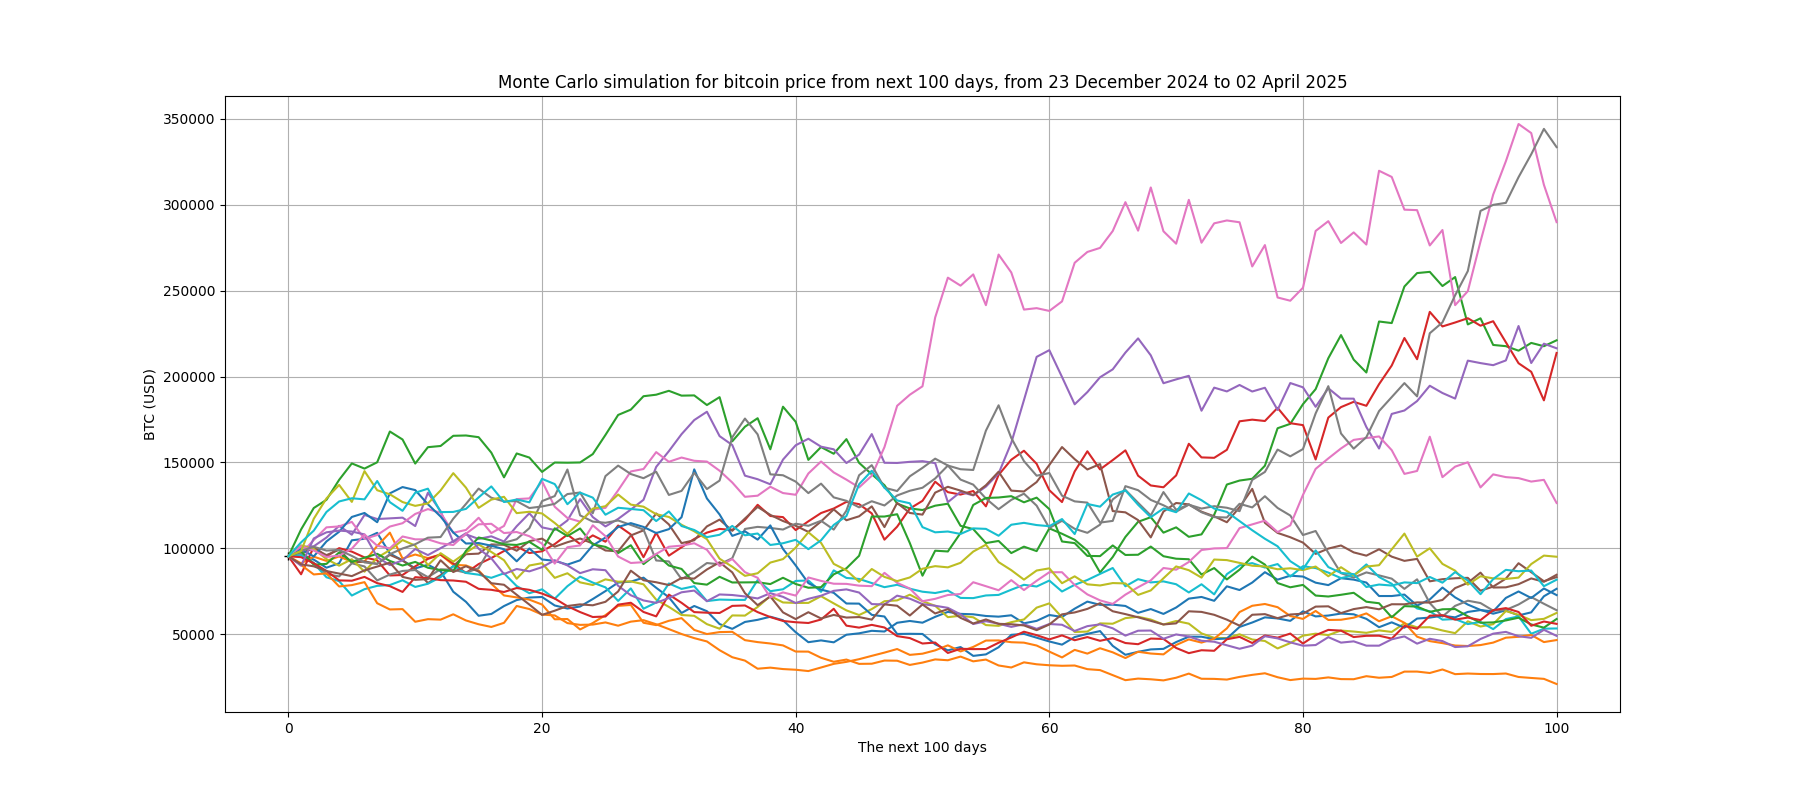 Monte Carlo simulation for bitcoin price from next 100 days, from 23 December 2024 to 02 April 2025
350000
300000
250000
200000
150000
100000
50000
BTC (USD)
0 20 40 60 80 100
The next 100 days